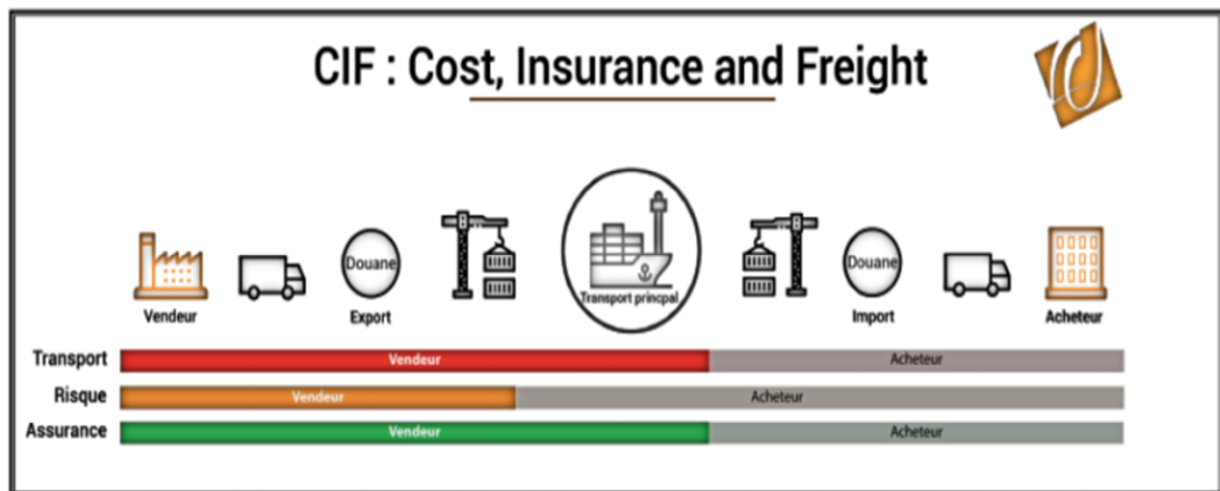 CIF : Cost, Insurance and Freight
Douane
Transport princpal
Douane
Vendeur
Export
Import
Acheteur
Transport Vendeur Acheteur
Risque Vendeur Acheteur
Assurance Vendeur Acheteur